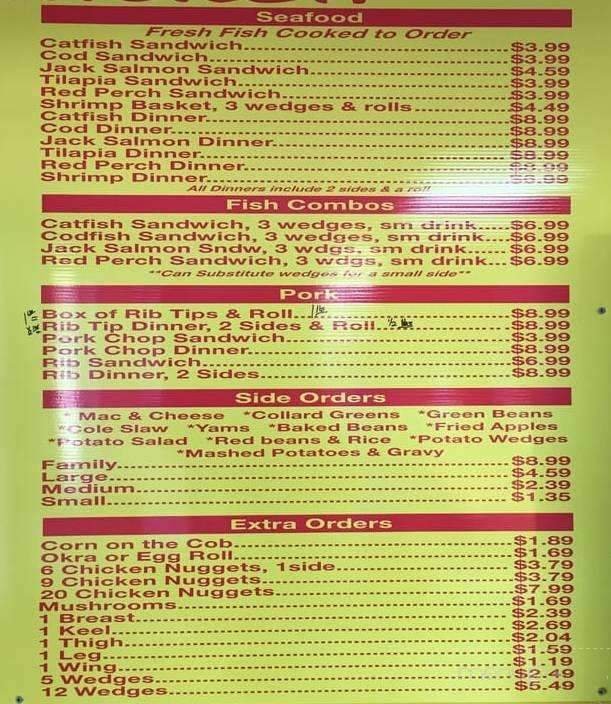 Seafood
Fresh Fish Cooked to Order
Catfish Sandwich $3.99
Cod Sandwich $3.99
Jack Salmon Sandwich $4.59
Tilapia Sandwich $3.99
Red Perch Sandwich $3.99
Shrimp Basket, 3 wedges & rolls $4.49
Catfish Dinner $8.99
Cod Dinner $8.99
Jack Salmon Dinner $8.99
Tilapia Dinner $8.99
Red Perch Dinner $8.99
Shrimp Dinner
All Dinners include 2 sides & a roll
Fish Combos
Catfish Sandwich, 3 wedges, sm drink $6.99
Codfish Sandwich, 3 wedges, sm drink $6.99
Jack Salmon Sndw, 3 wdgs, sm drink $6.99
Red Perch Sandwich, 3 wdgs, sm drink $6.99
**Can Substitute wedges for a small side**
Pork
Box of Rib Tips & Roll $8.99
Rib Tip Dinner, 2 Sides & Roll $8.99
Pork Chop Sandwich $3.99
Pork Chop Dinner $8.99
Rib Sandwich $6.99
Rib Dinner, 2 Sides $8.99
Side Orders
*Mac & Cheese *Collard Greens *Green Beans
*Cole Slaw *Yams *Baked Beans *Fried Apples
*Potato Salad *Red beans & Rice *Potato Wedges
*Mashed Potatoes & Gravy
Family $8.99
Large $4.59
Medium $2.39
Small $1.35
Extra Orders
Corn on the Cob $1.89
Okra or Egg Roll $1.69
6 Chicken Nuggets, 1side $3.79
9 Chicken Nuggets $3.79
20 Chicken Nuggets $7.99
Mushrooms $1.69
1 Breast $2.39
1 Keel $2.69
1 Thigh $2.04
1 Leg $1.59
1 Wing $1.19
5 Wedges $2.49
12 Wedges $5.49